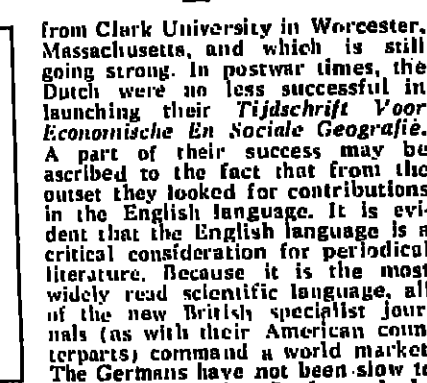 from Clark University in Worcester,
Massachusetts, and which is still
going strong. In postwar times, the
Dutch were no less successful in
launching their Tijdschrift Voor
Economische En Sociale Geografie.
A part of their success may be
ascribed to the fact that from the
outset they looked for contributions
in the English language. It is evi-
dent that the English language is a
critical consideration for periodical
literature. Because it is the most
widely read scientific language, all
of the new British specialist jour
nals (as with their American coun
terparts) command a world market
The Germans have not been slow to